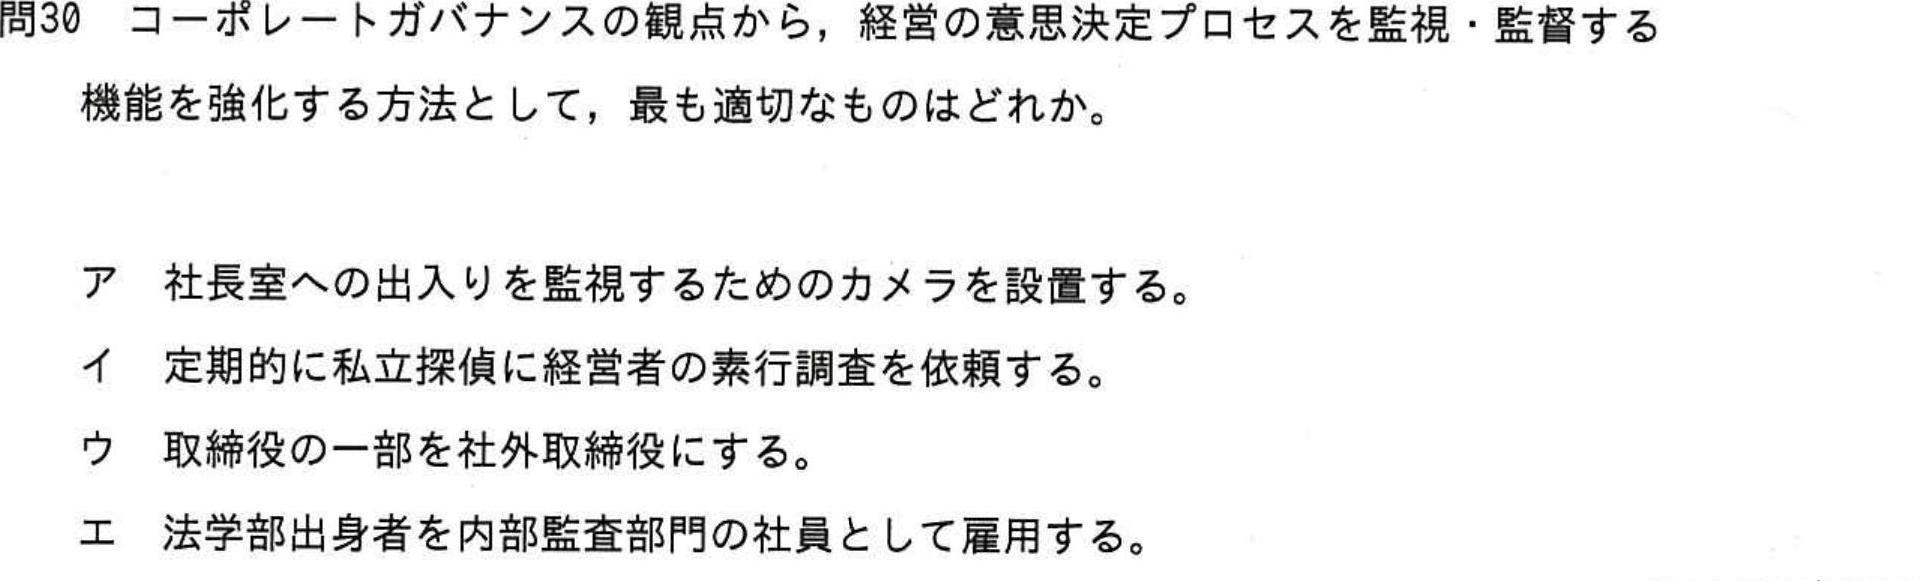 問30　コーポレートガバナンスの観点から，経営の意思決定プロセスを監視・監督する
機能を強化する方法として，最も適切なものはどれか。
ア　社長室への出入りを監視するためのカメラを設置する。
イ　定期的に私立探偵に経営者の素行調査を依頼する。
ウ　取締役の一部を社外取締役にする。
エ　法学部出身者を内部監査部門の社員として雇用する。